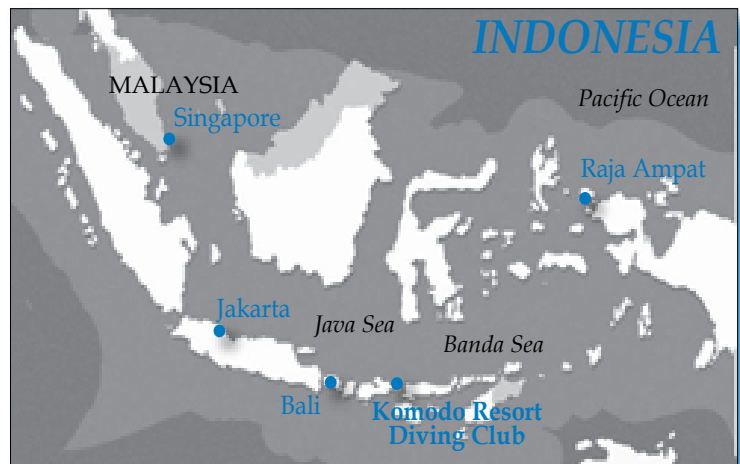 INDONESIA
MALAYSIA
Pacific Ocean
Singapore
Raja Ampat
Jakarta
Java Sea
Banda Sea
Bali
Komodo Resort
Diving Club